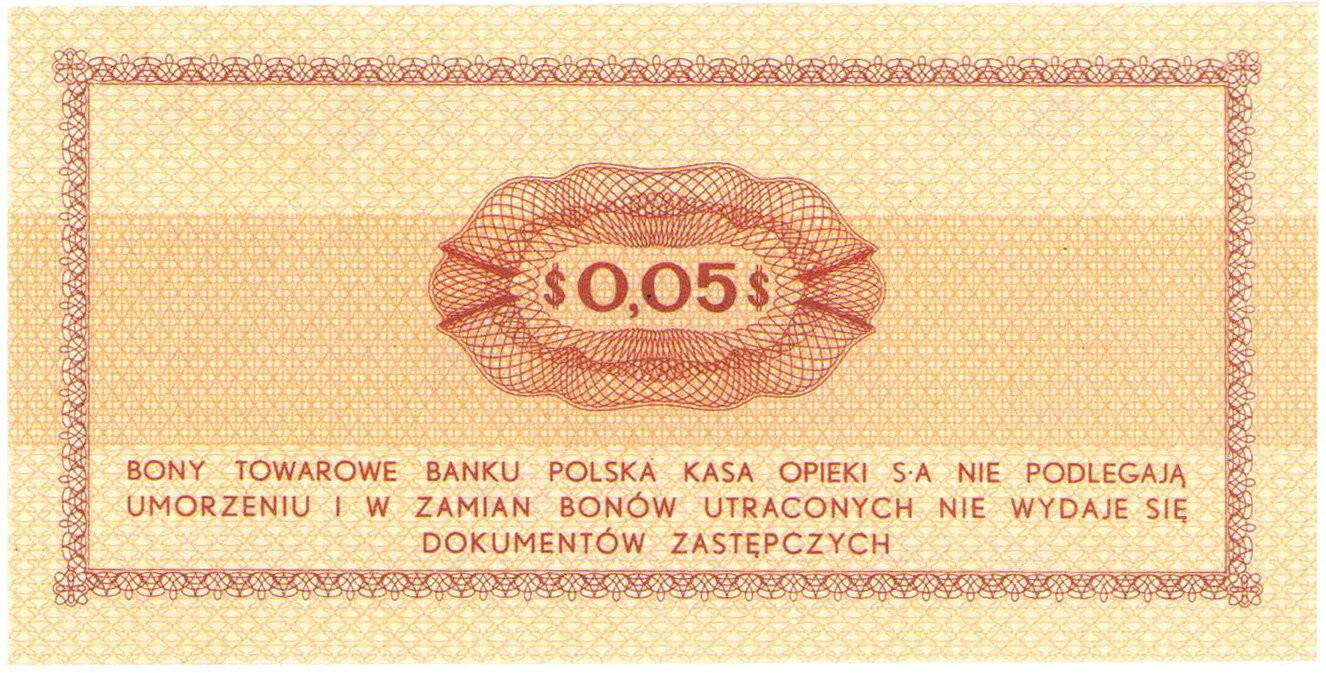 $0,05$
BONY TOWAROWE BANKU POLSKA KASA OPIEKI S·A NIE PODLEGAJĄ
UMORZENIU I W ZAMIAN BONÓW UTRACONYCH NIE WYDAJE SIĘ
DOKUMENTÓW ZASTĘPCZYCH